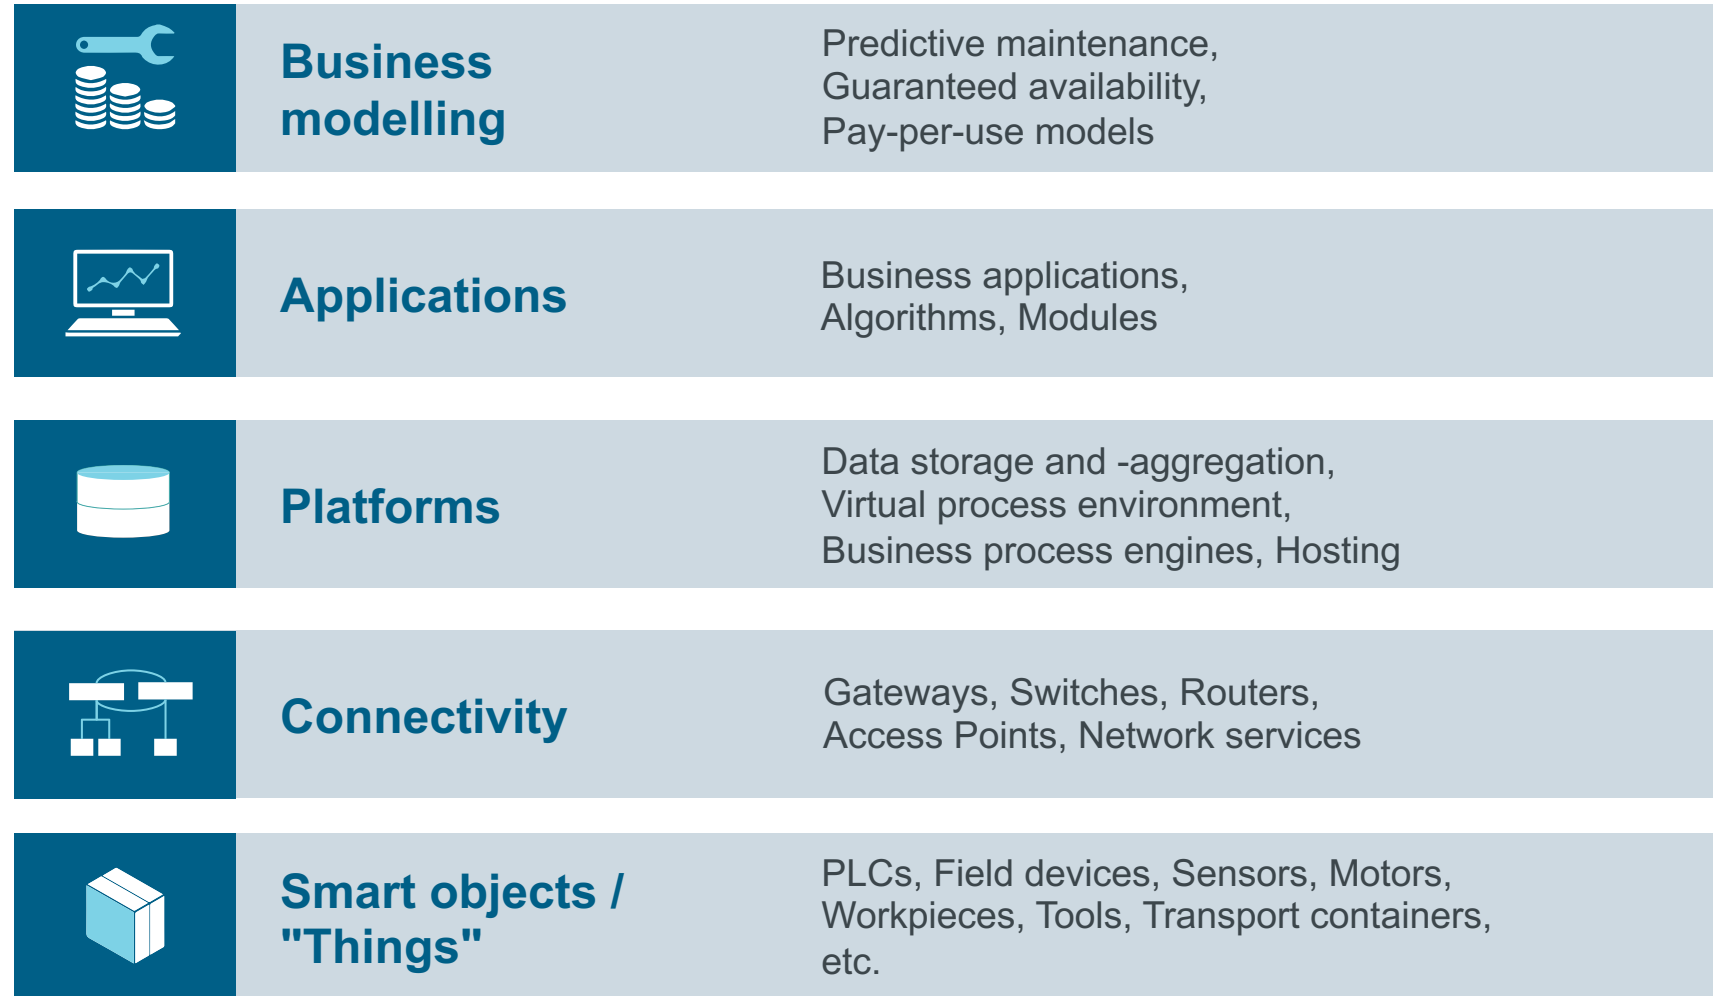 Business
modelling
Predictive maintenance,
Guaranteed availability,
Pay-per-use models
Applications
Business applications,
Algorithms, Modules
Platforms
Data storage and -aggregation,
Virtual process environment,
Business process engines, Hosting
Connectivity
Gateways, Switches, Routers,
Access Points, Network services
Smart objects /
"Things"
PLCs, Field devices, Sensors, Motors,
Workpieces, Tools, Transport containers,
etc.